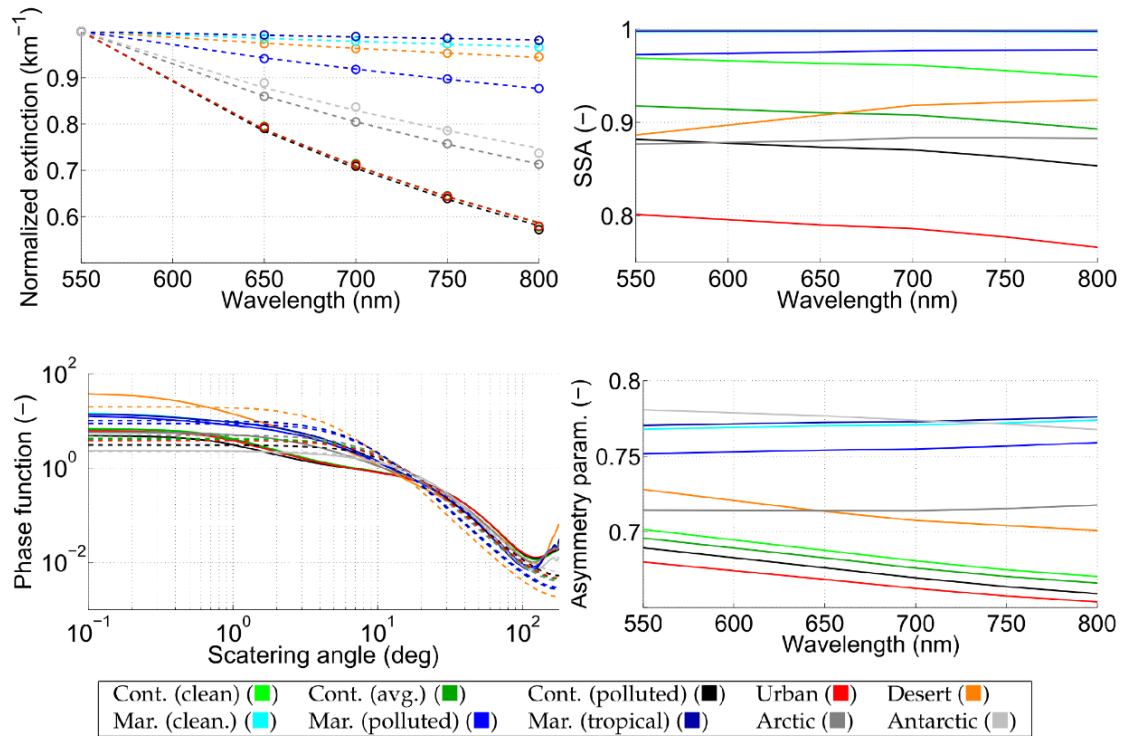 Normalized extinction (km⁻¹)
0.9
0.8
0.7
0.6
550 600 650 700 750 800
Wavelength (nm)
SSA (−)
1
0.9
0.8
550 600 650 700 750 800
Wavelength (nm)
Phase function (−)
10²
10⁰
10⁻²
10⁻¹ 10⁰ 10¹ 10²
Scatering angle (deg)
Asymmetry param. (−)
0.8
0.75
0.7
550 600 650 700 750 800
Wavelength (nm)
Cont. (clean) ( ) Cont. (avg.) ( ) Cont. (polluted) ( ) Urban ( ) Desert ( )
Mar. (clean.) ( ) Mar. (polluted) ( ) Mar. (tropical) ( ) Arctic ( ) Antarctic ( )